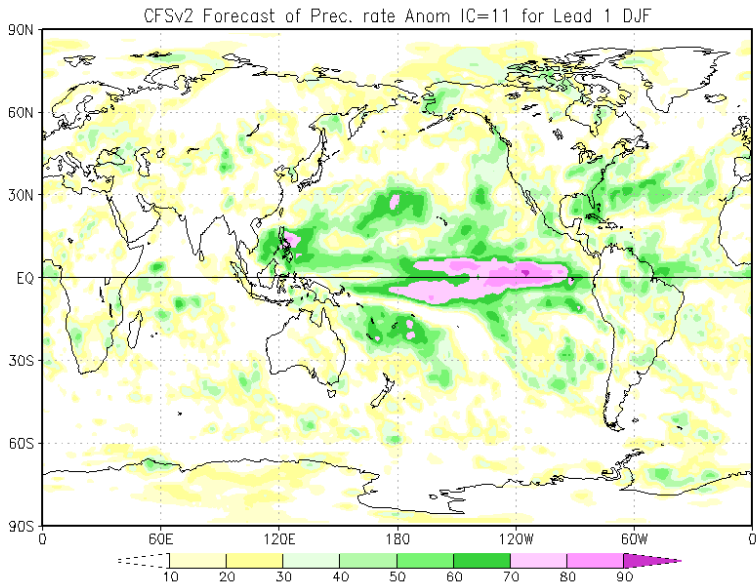 CFSv2 Forecast of Prec. rate Anom IC=11 for Lead 1 DJF
90N
60N
30N
EQ
30S
60S
90S
0 60E 120E 180 120W 60W 0
10 20 30 40 50 60 70 80 90